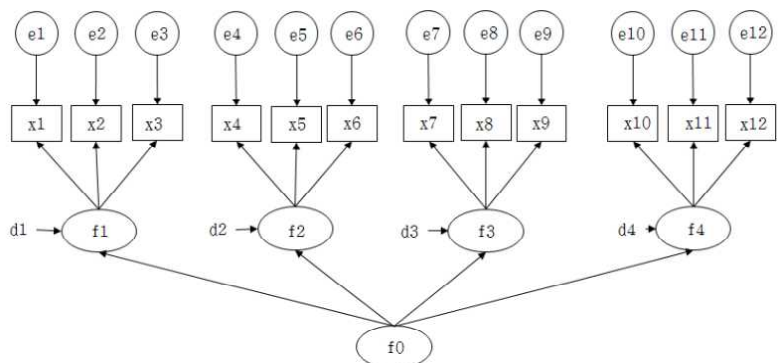 e1 e2 e3 e4 e5 e6 e7 e8 e9 e10 e11 e12
x1 x2 x3 x4 x5 x6 x7 x8 x9 x10 x11 x12
d1 f1 d2 f2 d3 f3 d4 f4
f0